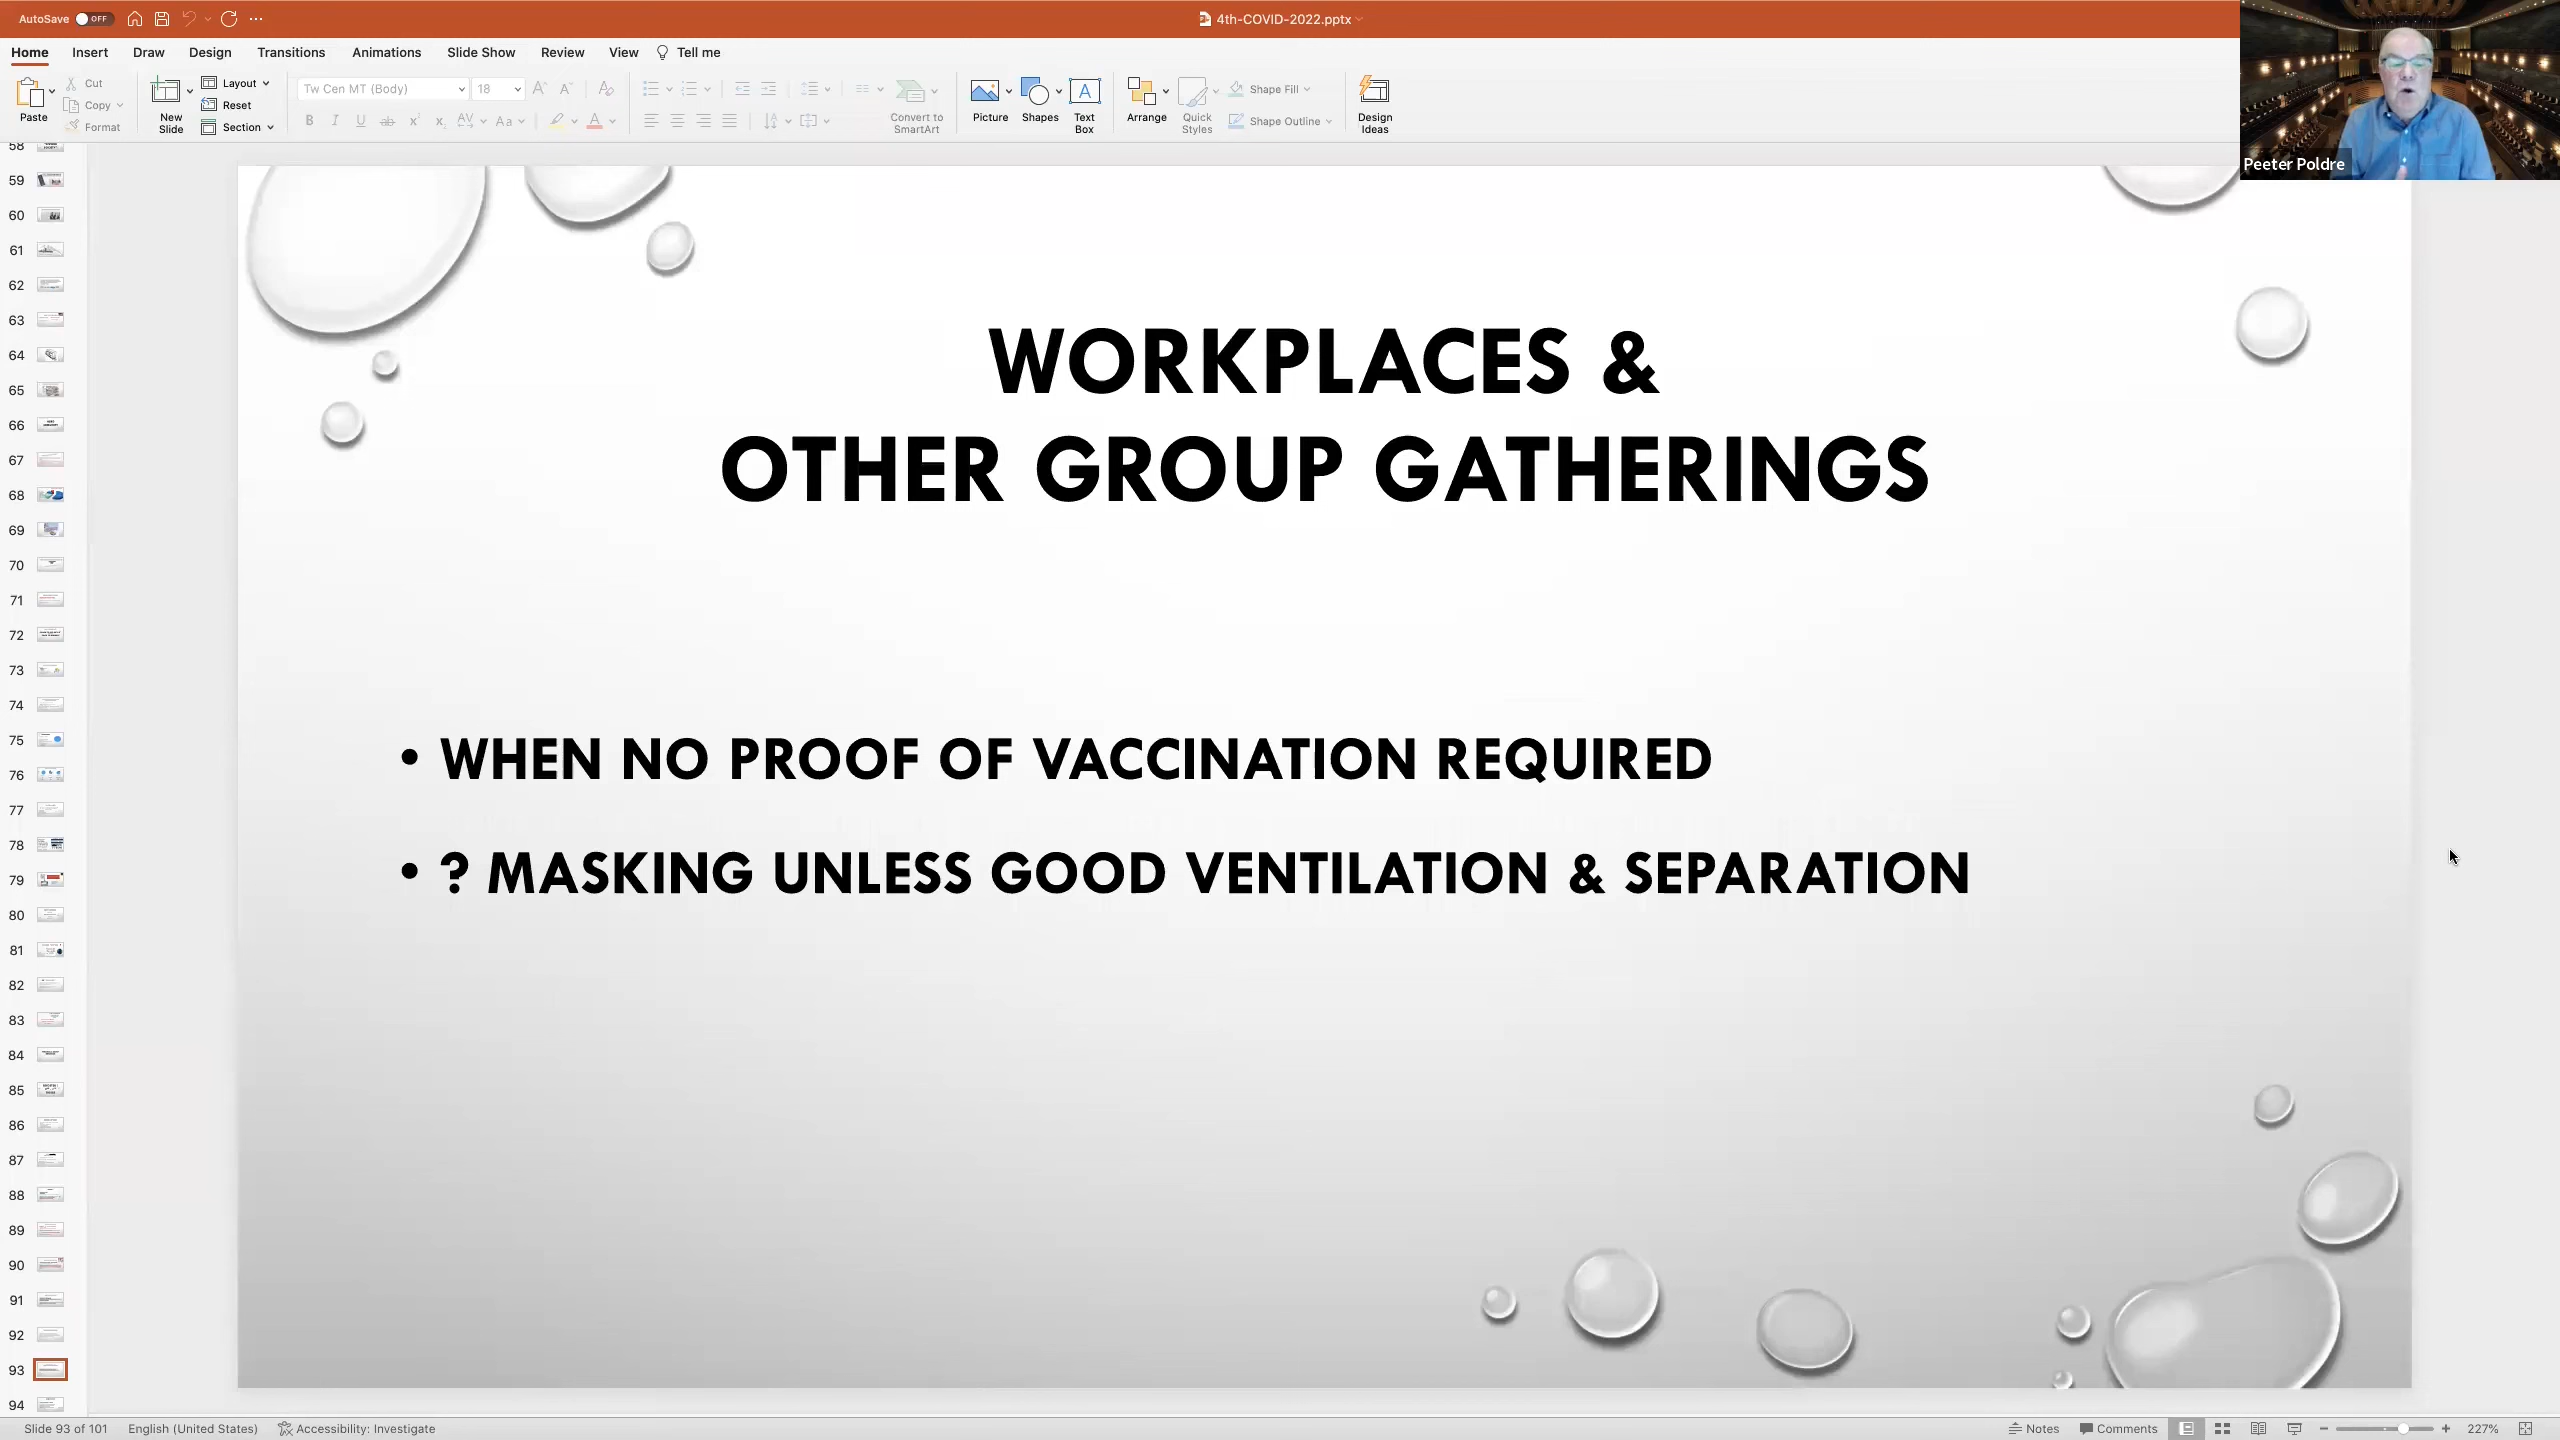 AutoSave OFF
4th-COVID-2022.pptx
Home Insert Draw Design Transitions Animations Slide Show Review View Tell me
Paste
Cut
Copy
Format
New Slide
Layout
Reset
Section
Tw Cen MT (Body) 18
Convert to SmartArt
Picture
Shapes
Text Box
Arrange
Quick Styles
Shape Fill
Shape Outline
Design Ideas
Peeter Poldre
58
59
60
61
62
63
64
65
66
67
68
69
70
71
72
73
74
75
76
77
78
79
80
81
82
83
84
85
86
87
88
89
90
91
92
93
94
WORKPLACES &
OTHER GROUP GATHERINGS
• WHEN NO PROOF OF VACCINATION REQUIRED
• ? MASKING UNLESS GOOD VENTILATION & SEPARATION
Slide 93 of 101 English (United States) Accessibility: Investigate
Notes Comments 227%